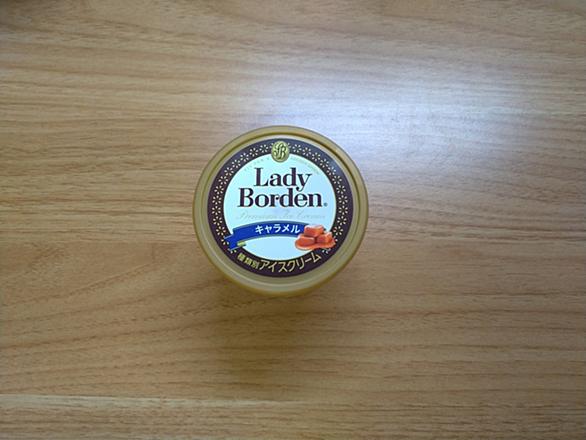 LB
Lady
Borden®
Premium Ice Cream
キャラメル
種類別アイスクリーム